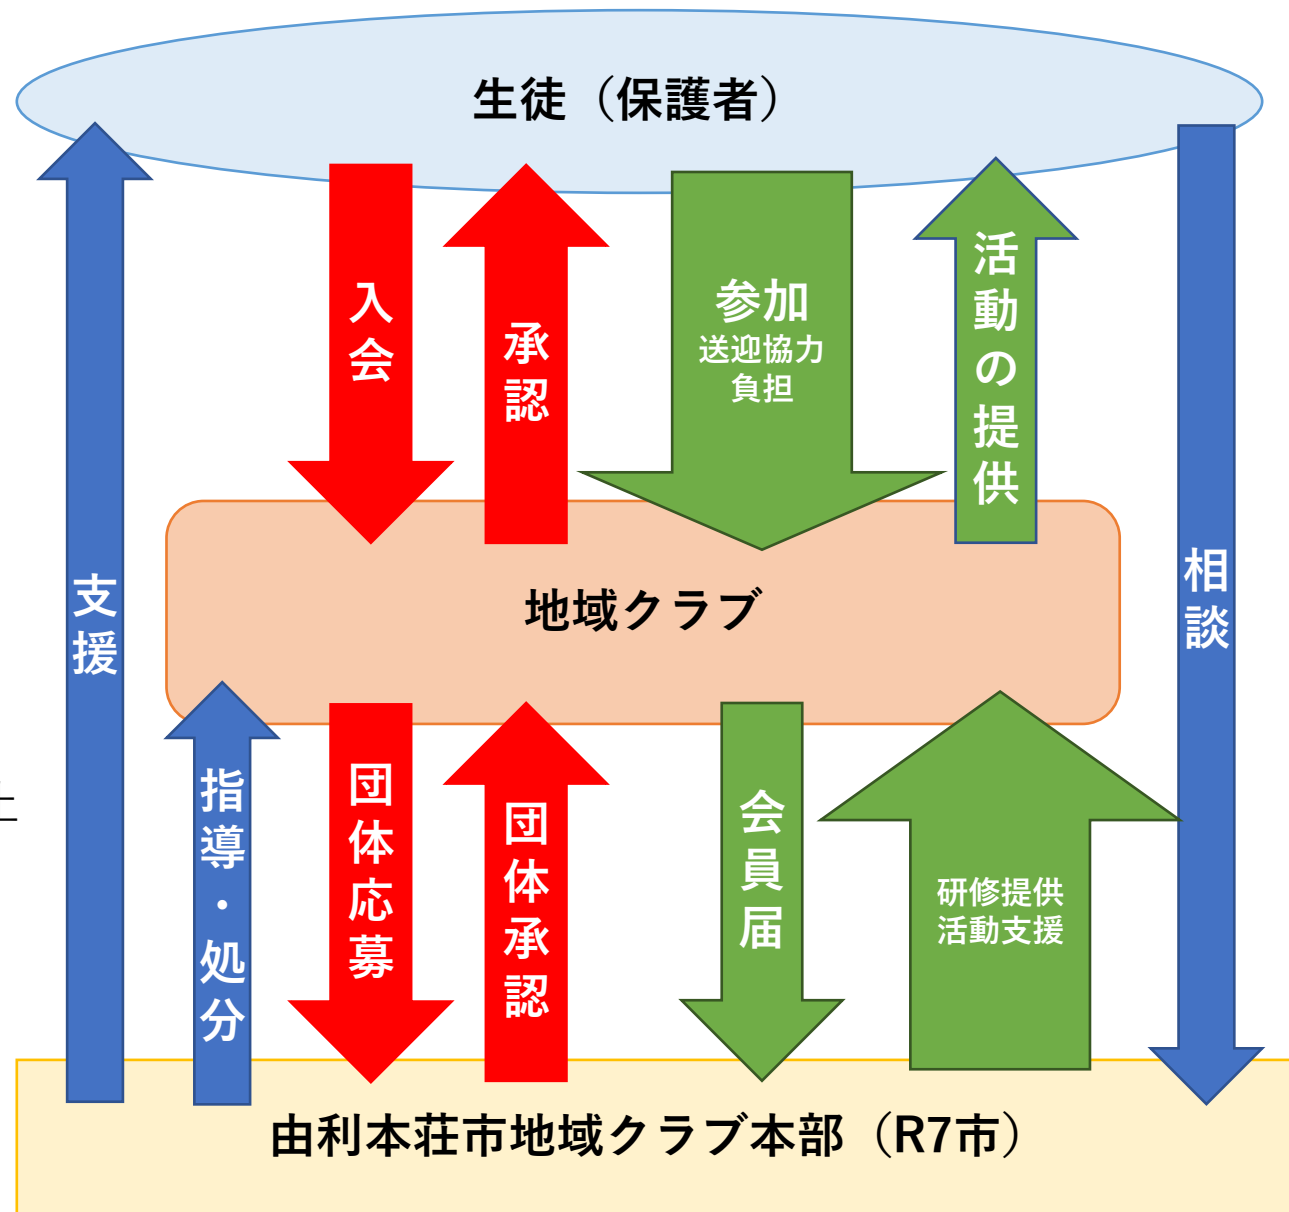 生徒（保護者）
入会
承認
参加
送迎協力
負担
活動の提供
支援
相談
地域クラブ
指導・処分
団体応募
団体承認
会員届
研修提供
活動支援
由利本荘市地域クラブ本部（R7市）